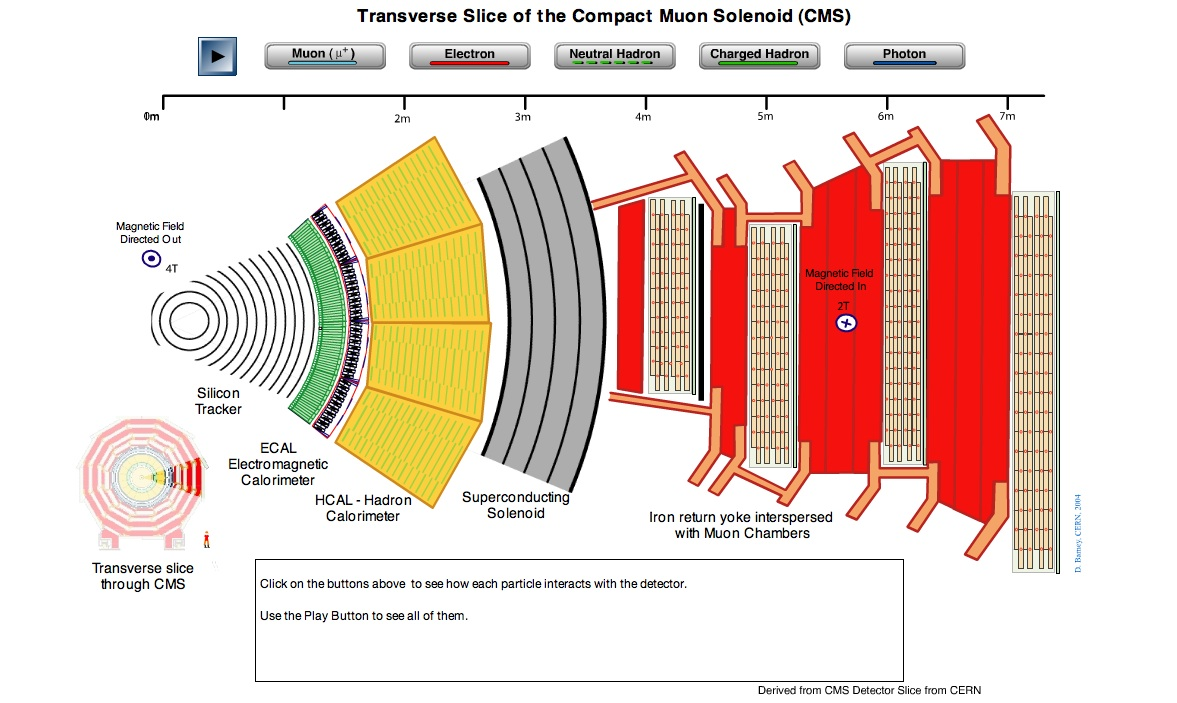 Transverse Slice of the Compact Muon Solenoid (CMS)
Muon (μ⁺)
Electron
Neutral Hadron
Charged Hadron
Photon
0m
2m
3m
4m
5m
6m
7m
Magnetic Field
Directed Out
4T
Magnetic Field
Directed In
2T
Silicon
Tracker
ECAL
Electromagnetic
Calorimeter
HCAL - Hadron
Calorimeter
Superconducting
Solenoid
Iron return yoke interspersed
with Muon Chambers
Transverse slice
through CMS
D. Barney, CERN, 2004
Click on the buttons above to see how each particle interacts with the detector.
Use the Play Button to see all of them.
Derived from CMS Detector Slice from CERN